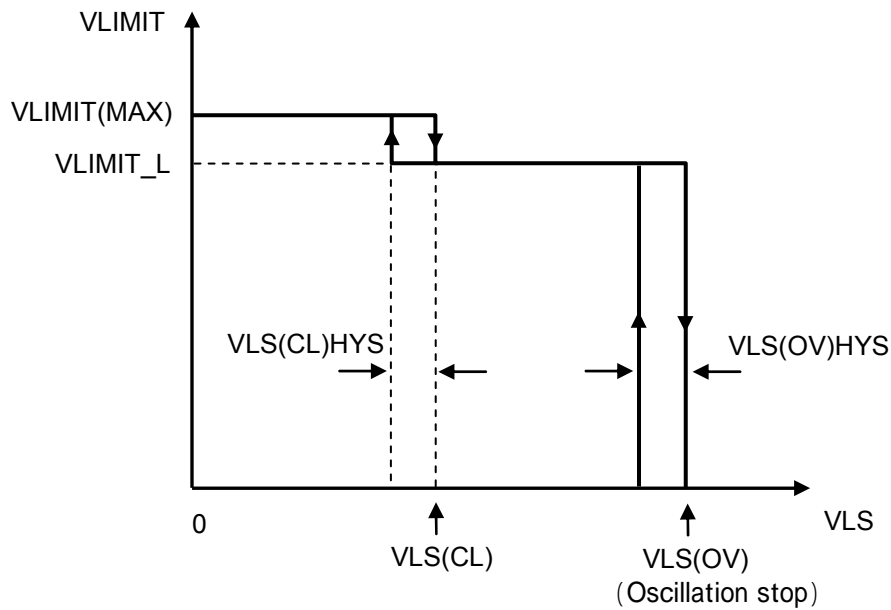 VLIMIT
VLIMIT(MAX)
VLIMIT_L
VLS(CL)HYS
VLS(OV)HYS
0
VLS
VLS(CL)
VLS(OV)
(Oscillation stop)